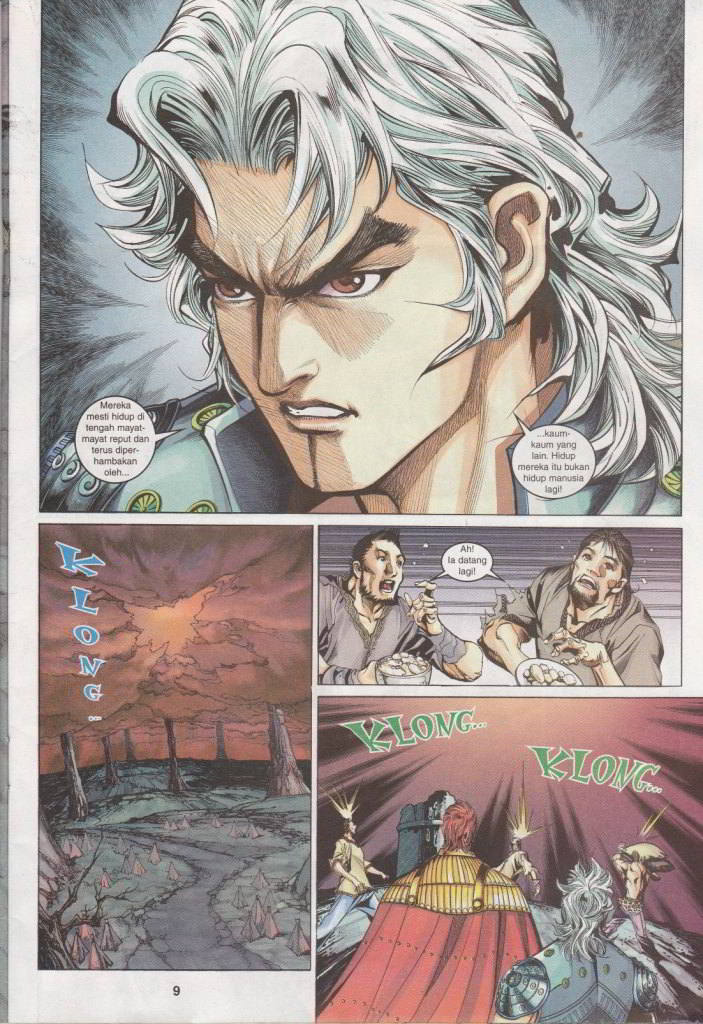 Mereka
mesti hidup di
tengah mayat-
mayat reput dan
terus diper-
hambakan
oleh...
...kaum-
kaum yang
lain. Hidup
mereka itu bukan
hidup manusia
lagi!
KLONG...
Ah!
Ia datang
lagi!
KLONG...
KLONG...
9